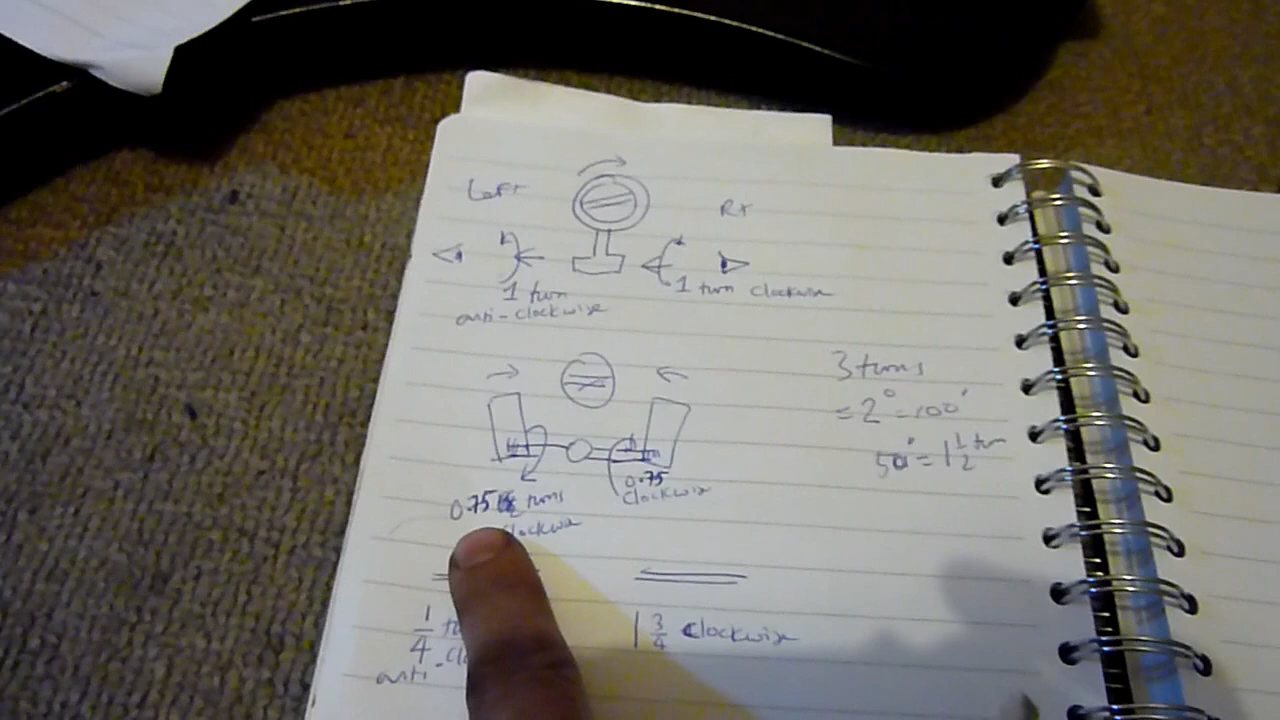 Left
Rt
1 turn
anti-clockwise
1 turn clockwise
3 turns
= 2° = 100'
50' = 1 1/2 turn
0.75 turns
clockwise
0.75
clockwise
1/4
anti-
1 3/4 clockwise